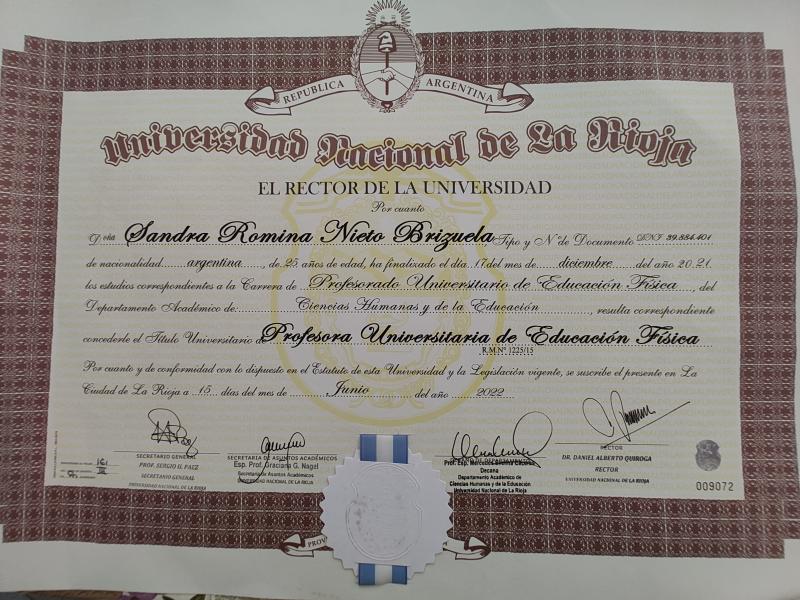 REPUBLICA ARGENTINA
Universidad Nacional de La Rioja
EL RECTOR DE LA UNIVERSIDAD
Por cuanto
Doña Sandra Romina Nieto Brizuela Tipo y Nº de Documento DNI 39.884.401
de nacionalidad argentina, de 25 años de edad, ha finalizado el día 17 del mes de diciembre del año 2021
los estudios correspondientes a la Carrera de Profesorado Universitario de Educación Física, del
Departamento Académico de: Ciencias Humanas y de la Educación, resulta correspondiente
concederle el Título Universitario de Profesora Universitaria de Educación Física
R.M.Nº 1225/15
Por cuanto y de conformidad con lo dispuesto en el Estatuto de esta Universidad y la Legislación vigente, se suscribe el presente en La
Ciudad de La Rioja a 15 días del mes de Junio del año 2022
SECRETARIO GENERAL
PROF. SERGIO H. PAEZ
SECRETARIO GENERAL
UNIVERSIDAD NACIONAL DE LA RIOJA
SECRETARIA DE ASUNTOS ACADÉMICOS
Esp. Prof. Graciana G. Nagel
Secretaria de Asuntos Académicos
UNIVERSIDAD NACIONAL DE LA RIOJA
Prof. Esp. Mercedes
Decana
Departamento Académico de
Ciencias Humanas y de la Educación
Universidad Nacional de La Rioja
RECTOR
DR. DANIEL ALBERTO QUIROGA
RECTOR
UNIVERSIDAD NACIONAL DE LA RIOJA
009072